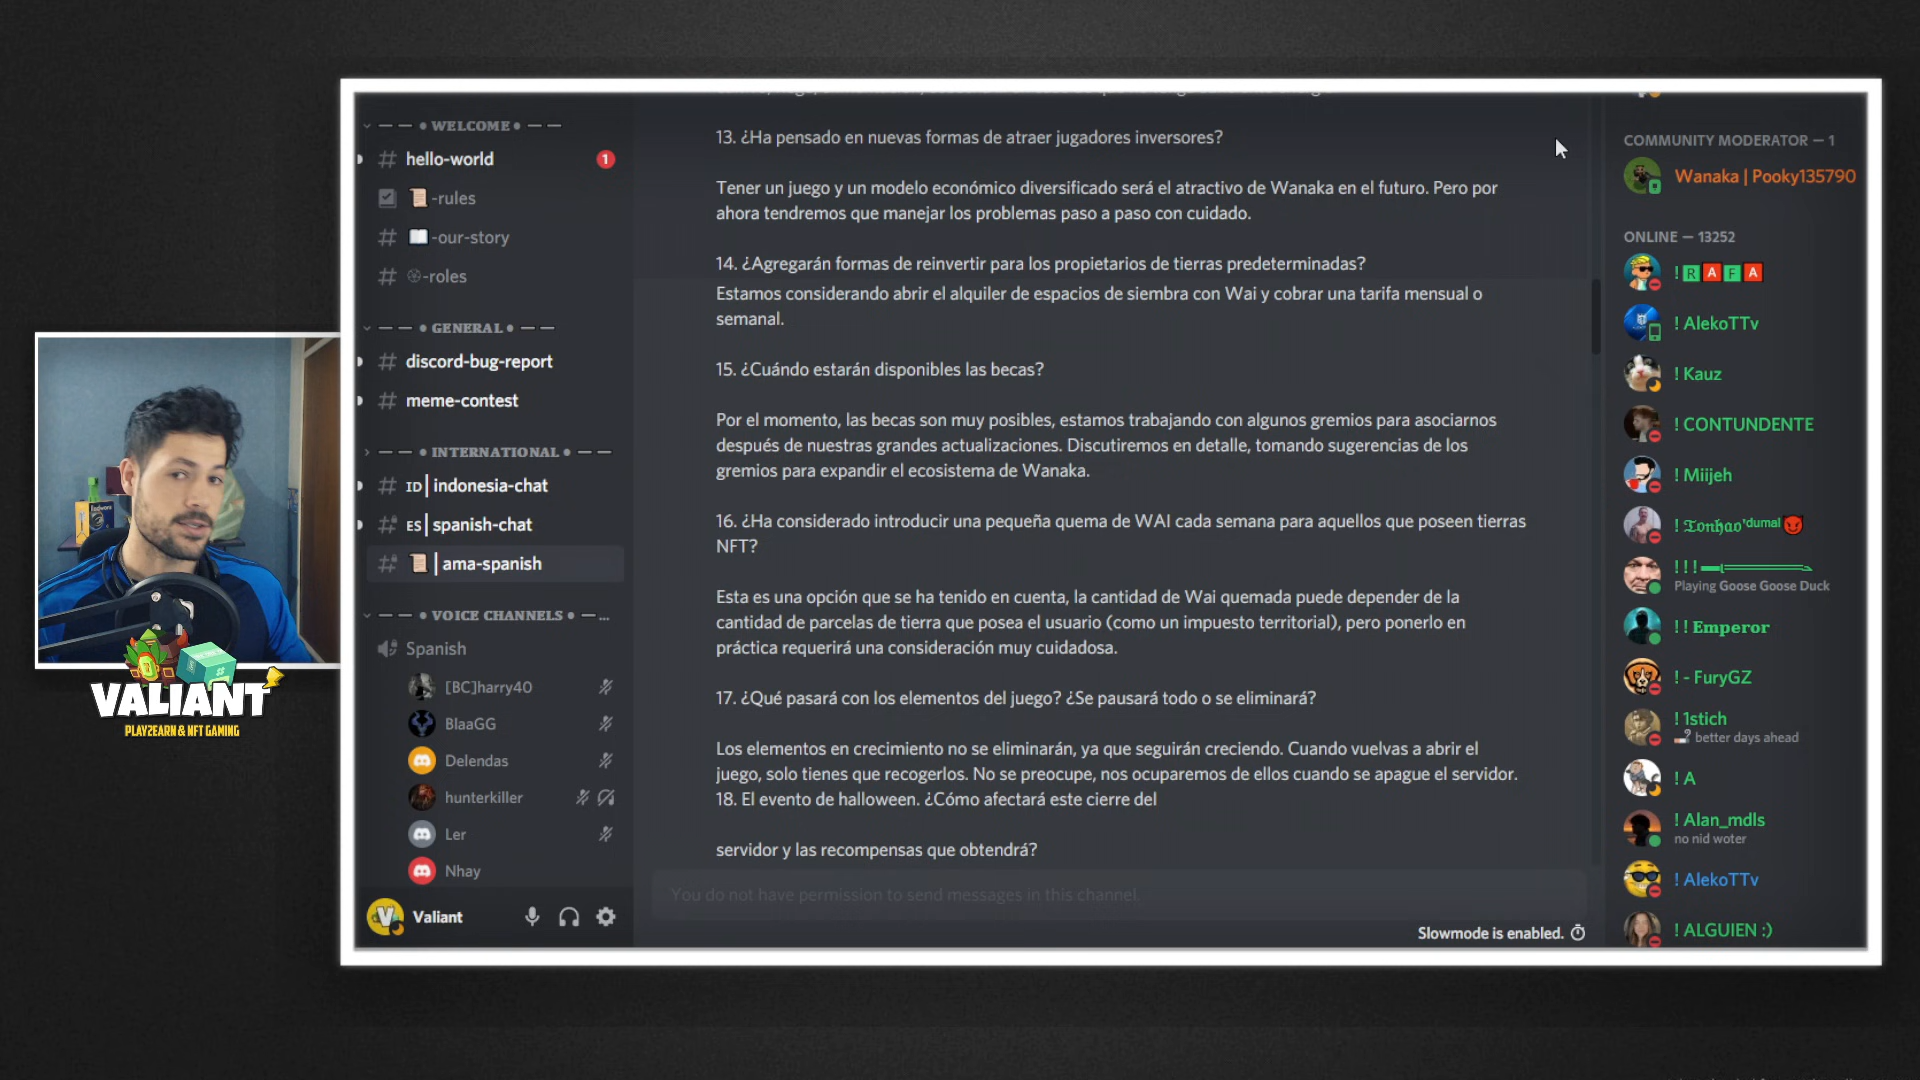 WELCOME
hello-world
1
-rules
-our-story
-roles
GENERAL
discord-bug-report
meme-contest
INTERNATIONAL
ID | indonesia-chat
ES | spanish-chat
| ama-spanish
VOICE CHANNELS
...
Spanish
[BC]harry40
BlaaGG
Delendas
hunterkiller
Ler
Nhay
Valiant
13. ¿Ha pensado en nuevas formas de atraer jugadores inversores?
Tener un juego y un modelo económico diversificado será el atractivo de Wanaka en el futuro. Pero por
ahora tendremos que manejar los problemas paso a paso con cuidado.
14. ¿Agregarán formas de reinvertir para los propietarios de tierras predeterminadas?
Estamos considerando abrir el alquiler de espacios de siembra con Wai y cobrar una tarifa mensual o
semanal.
15. ¿Cuándo estarán disponibles las becas?
Por el momento, las becas son muy posibles, estamos trabajando con algunos gremios para asociarnos
después de nuestras grandes actualizaciones. Discutiremos en detalle, tomando sugerencias de los
gremios para expandir el ecosistema de Wanaka.
16. ¿Ha considerado introducir una pequeña quema de WAI cada semana para aquellos que poseen tierras
NFT?
Esta es una opción que se ha tenido en cuenta, la cantidad de Wai quemada puede depender de la
cantidad de parcelas de tierra que posea el usuario (como un impuesto territorial), pero ponerlo en
práctica requerirá una consideración muy cuidadosa.
17. ¿Qué pasará con los elementos del juego? ¿Se pausará todo o se eliminará?
Los elementos en crecimiento no se eliminarán, ya que seguirán creciendo. Cuando vuelvas a abrir el
juego, solo tienes que recogerlos. No se preocupe, nos ocuparemos de ellos cuando se apague el servidor.
18. El evento de halloween. ¿Cómo afectará este cierre del
servidor y las recompensas que obtendrá?
You do not have permission to send messages in this channel.
Slowmode is enabled.
COMMUNITY MODERATOR — 1
Wanaka | Pooky135790
ONLINE — 13252
! R A F A
! AlekoTTv
! Kauz
! CONTUNDENTE
! Miijeh
! Tonhao'dumal
! ! !
Playing Goose Goose Duck
! ! Emperor
! - FuryGZ
! 1stich
better days ahead
! A
! Alan_mdls
no nid woter
! AlekoTTv
! ALGUIEN :)
VALIANT
PLAY2EARN & NFT GAMING